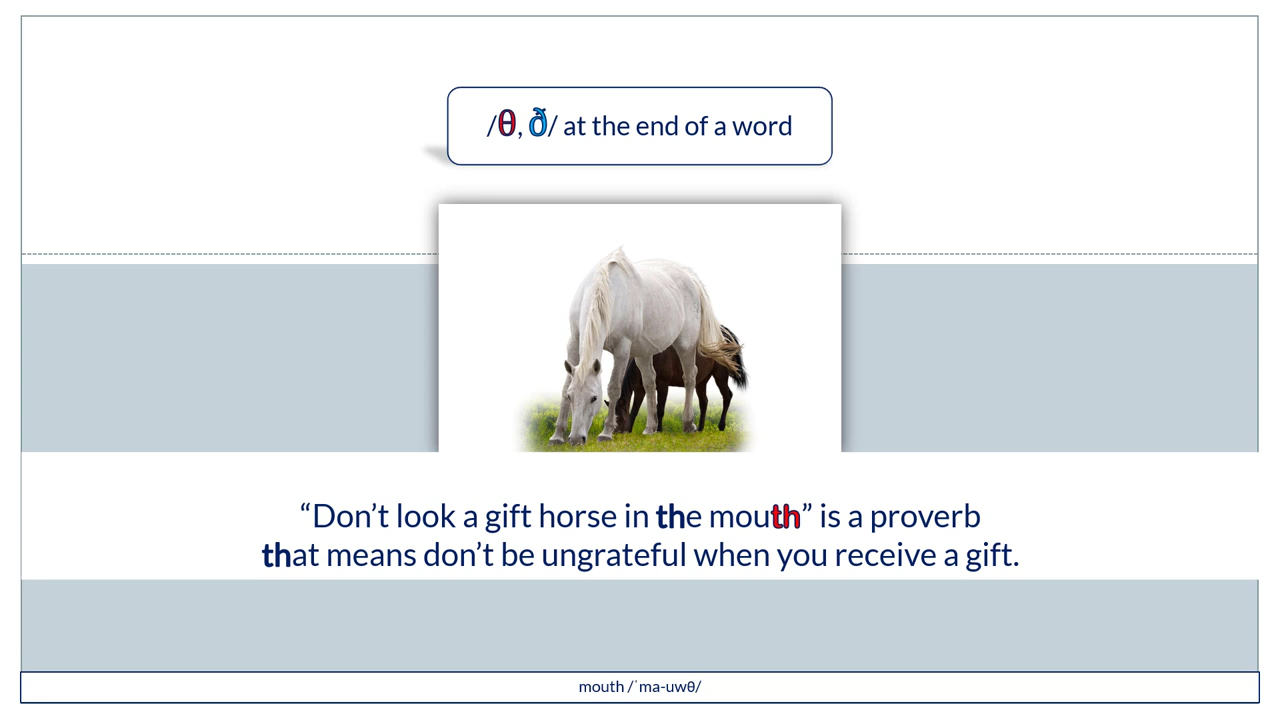 /θ, ð/ at the end of a word
“Don’t look a gift horse in the mouth” is a proverb
that means don’t be ungrateful when you receive a gift.
mouth /ˈma-uwθ/